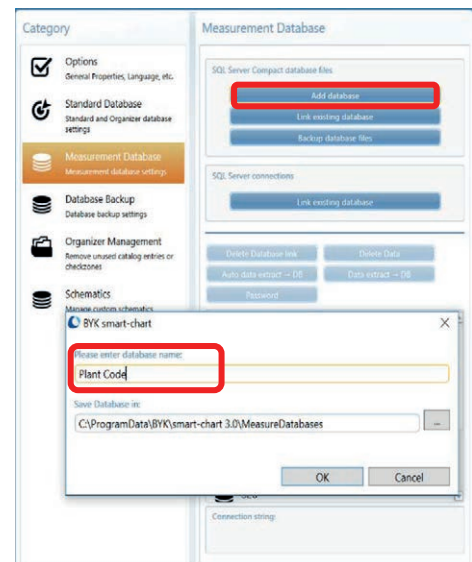 Category
Options
General Properties, Language, etc.
Standard Database
Standard and Organizer database
settings
Measurement Database
Measurement database settings
Database Backup
Database backup settings
Organizer Management
Remove unused catalog entries or
checkzones
Schematics
Manage custom schematics
Measurement Database
SQL Server Compact database files
Add database
Link existing database
Backup database files
SQL Server connections
Link existing database
Delete Database link
Delete Data
Auto data extract → DB
Data extract → DB
Password
BYK smart-chart
Please enter database name:
Plant Code
Save Database in:
C:\ProgramData\BYK\smart-chart 3.0\MeasureDatabases
...
OK
Cancel
Connection string: